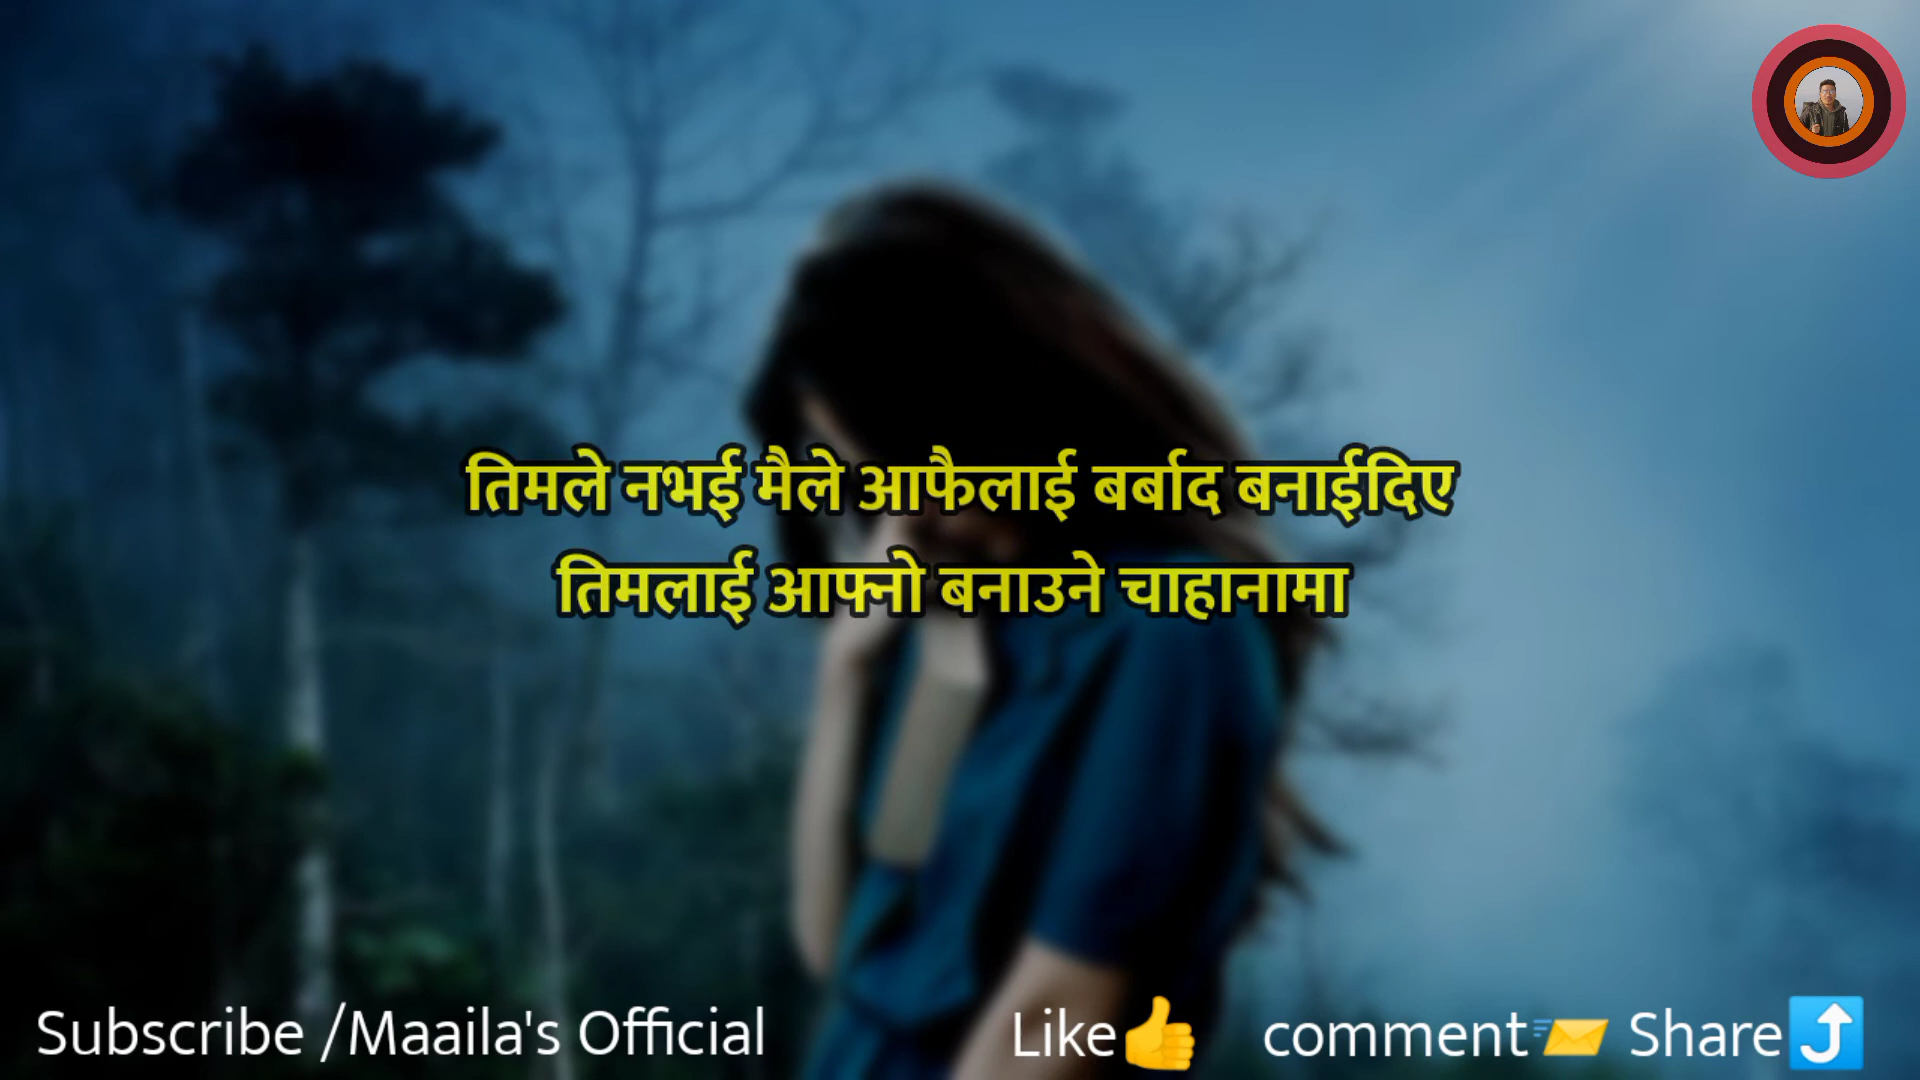 तिमले नभई मैले आफैलाई बर्बाद बनाईदिए
तिमलाई आफ्नो बनाउने चाहानामा
Subscribe /Maaila's Official Like👍 comment📨 Share⤴️